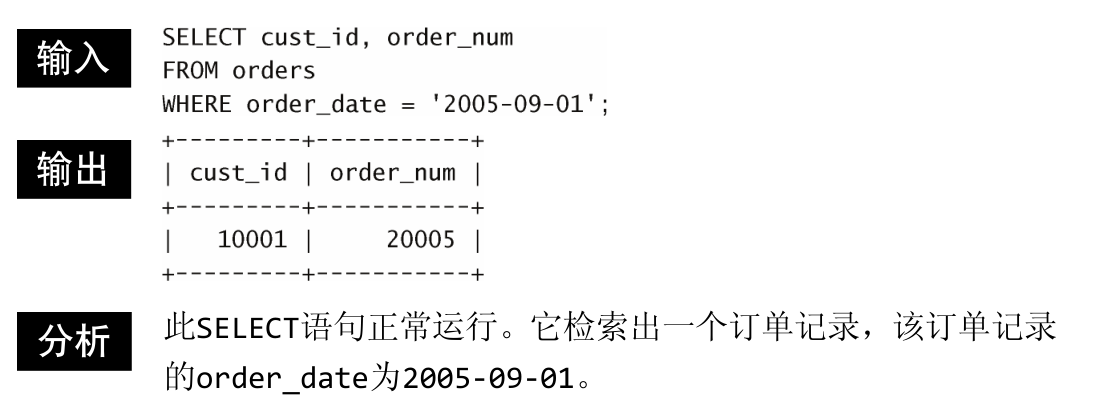 输入
SELECT cust_id, order_num
FROM orders
WHERE order_date = '2005-09-01';
输出
+---------+-----------+
| cust_id | order_num |
+---------+-----------+
|   10001 |     20005 |
+---------+-----------+
分析
此SELECT语句正常运行。它检索出一个订单记录，该订单记录
的order_date为2005-09-01。